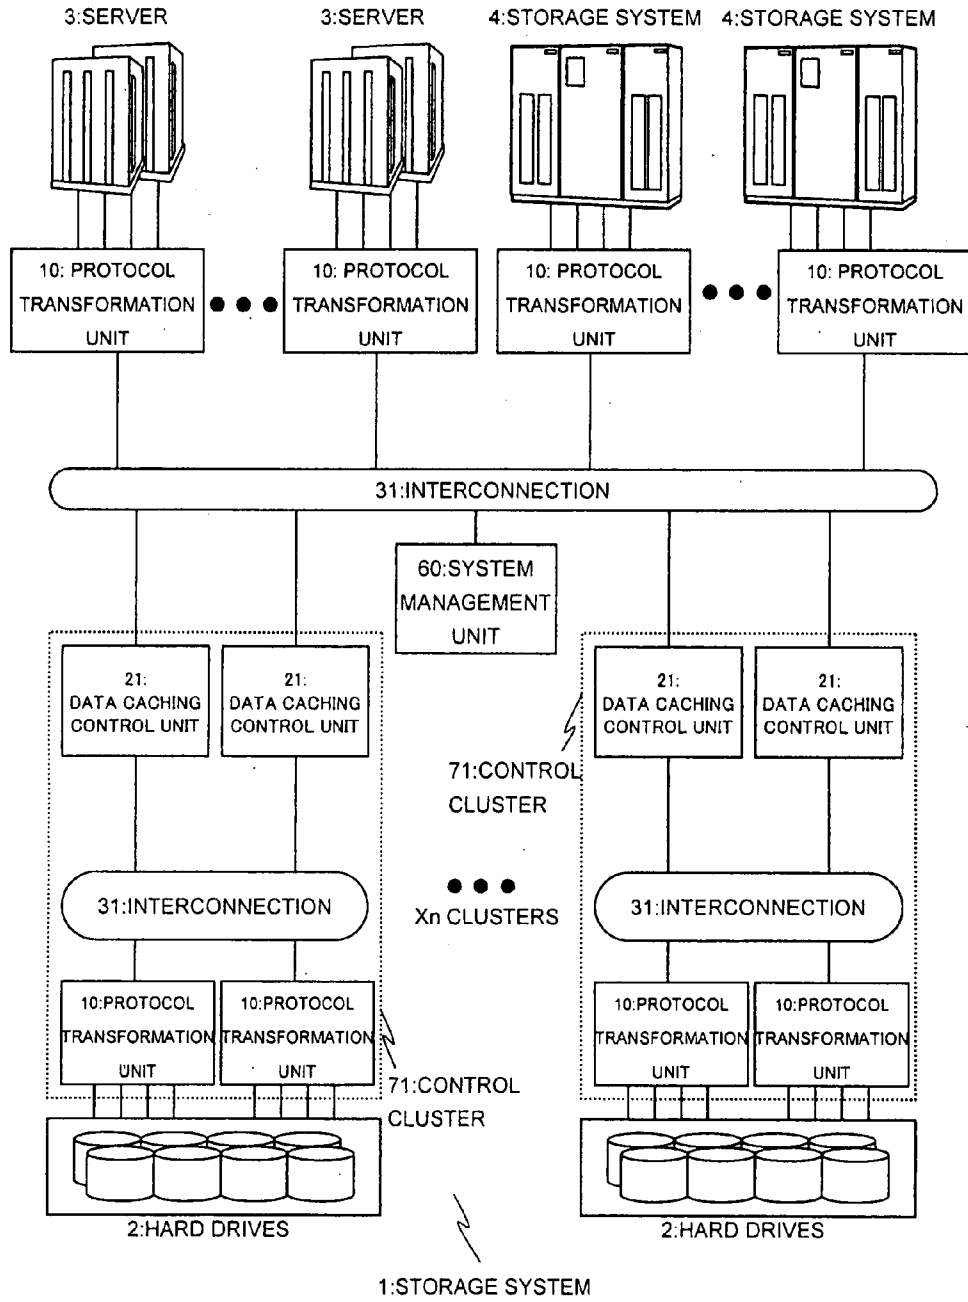 3:SERVER
3:SERVER
4:STORAGE SYSTEM
4:STORAGE SYSTEM
10: PROTOCOL
TRANSFORMATION
UNIT
10: PROTOCOL
TRANSFORMATION
UNIT
10: PROTOCOL
TRANSFORMATION
UNIT
10: PROTOCOL
TRANSFORMATION
UNIT
31:INTERCONNECTION
60:SYSTEM
MANAGEMENT
UNIT
21:
DATA CACHING
CONTROL UNIT
21:
DATA CACHING
CONTROL UNIT
21:
DATA CACHING
CONTROL UNIT
21:
DATA CACHING
CONTROL UNIT
71:CONTROL
CLUSTER
31:INTERCONNECTION
Xn CLUSTERS
31:INTERCONNECTION
10:PROTOCOL
TRANSFORMATION
UNIT
10:PROTOCOL
TRANSFORMATION
UNIT
10:PROTOCOL
TRANSFORMATION
UNIT
10:PROTOCOL
TRANSFORMATION
UNIT
71:CONTROL
CLUSTER
2:HARD DRIVES
2:HARD DRIVES
1:STORAGE SYSTEM